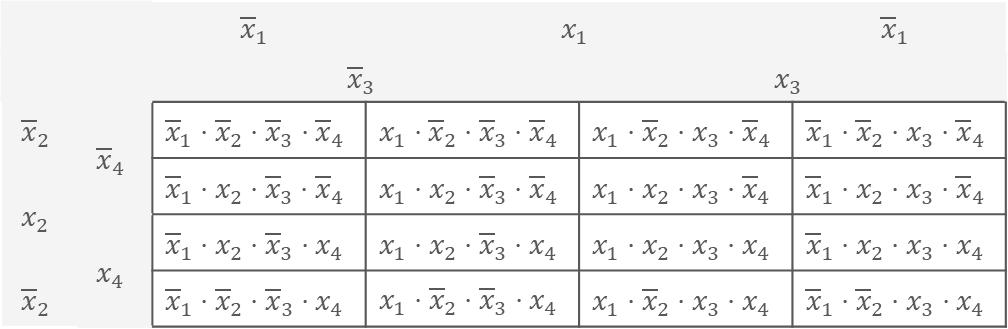 x̅₁ x₁ x̅₁
x̅₃ x₃
x̅₂ x̅₁ · x̅₂ · x̅₃ · x̅₄ x₁ · x̅₂ · x̅₃ · x̅₄ x₁ · x̅₂ · x₃ · x̅₄ x̅₁ · x̅₂ · x₃ · x̅₄
x̅₄
x̅₁ · x₂ · x̅₃ · x̅₄ x₁ · x₂ · x̅₃ · x̅₄ x₁ · x₂ · x₃ · x̅₄ x̅₁ · x₂ · x₃ · x̅₄
x₂
x̅₁ · x₂ · x̅₃ · x₄ x₁ · x₂ · x̅₃ · x₄ x₁ · x₂ · x₃ · x₄ x̅₁ · x₂ · x₃ · x₄
x₄
x̅₂ x̅₁ · x̅₂ · x̅₃ · x₄ x₁ · x̅₂ · x̅₃ · x₄ x₁ · x̅₂ · x₃ · x₄ x̅₁ · x̅₂ · x₃ · x₄